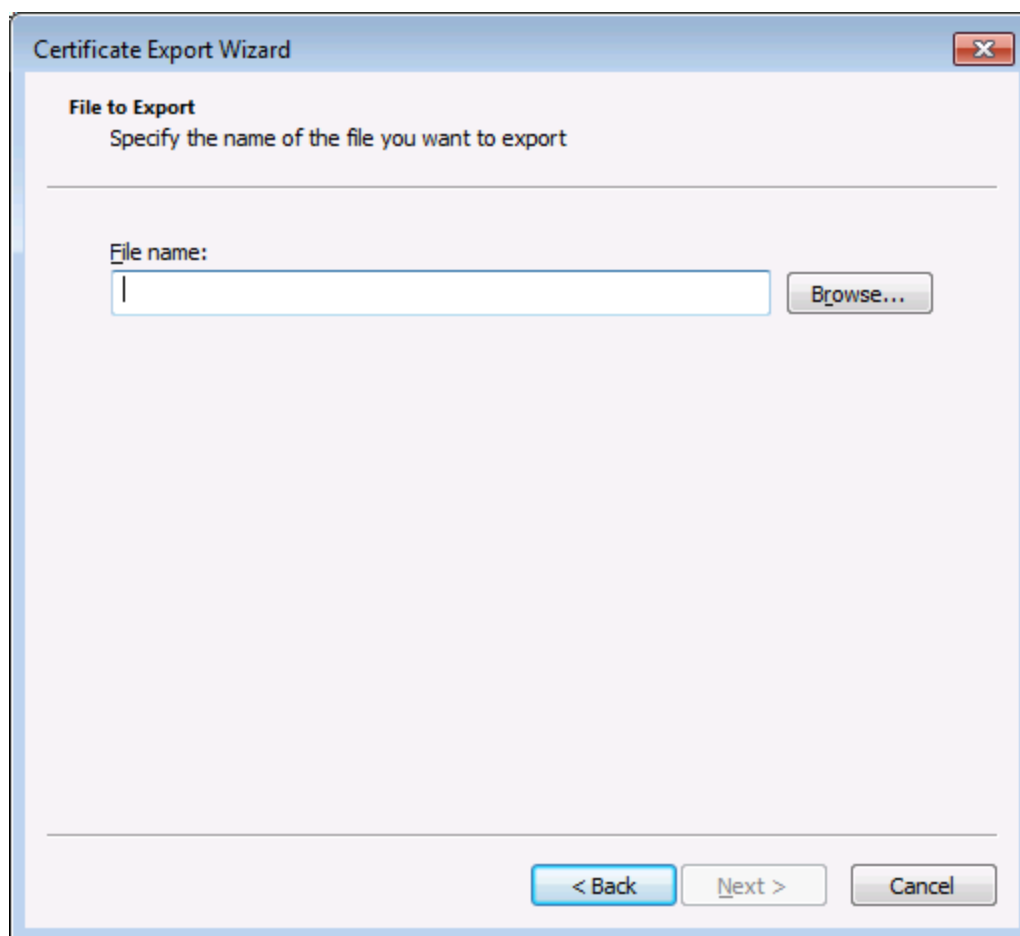 Certificate Export Wizard
File to Export
Specify the name of the file you want to export
File name:
Browse...
< Back
Next >
Cancel